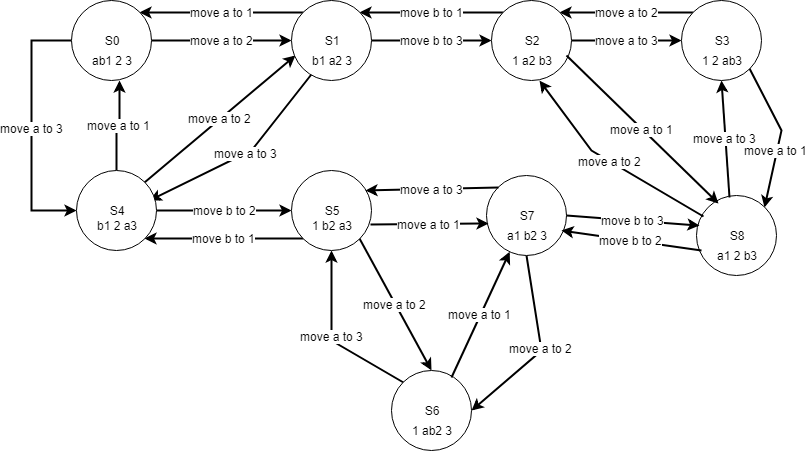 move a to 1
move b to 1
move a to 2
S0
ab1 2 3
move a to 2
S1
b1 a2 3
move b to 3
S2
1 a2 b3
move a to 3
S3
1 2 ab3
move a to 3
move a to 1
move a to 2
move a to 3
move a to 1
move a to 2
move a to 3
move a to 1
S4
b1 2 a3
move b to 2
move b to 1
S5
1 b2 a3
move a to 3
move a to 1
S7
a1 b2 3
move b to 3
move b to 2
S8
a1 2 b3
move a to 2
move a to 1
move a to 3
move a to 2
S6
1 ab2 3